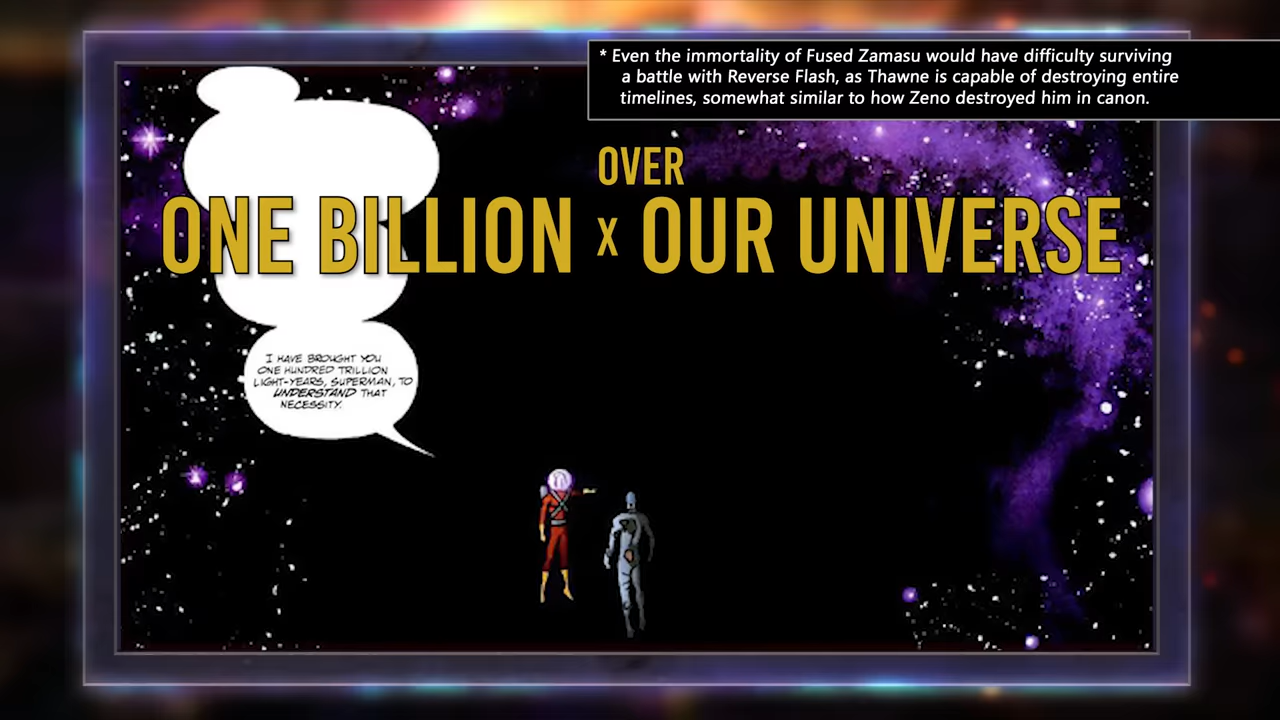 * Even the immortality of Fused Zamasu would have difficulty surviving
a battle with Reverse Flash, as Thawne is capable of destroying entire
timelines, somewhat similar to how Zeno destroyed him in canon.
OVER
ONE BILLION x OUR UNIVERSE
I HAVE BROUGHT YOU
ONE HUNDRED TRILLION
LIGHT-YEARS, SUPERMAN, TO
UNDERSTAND THAT
NECESSITY.